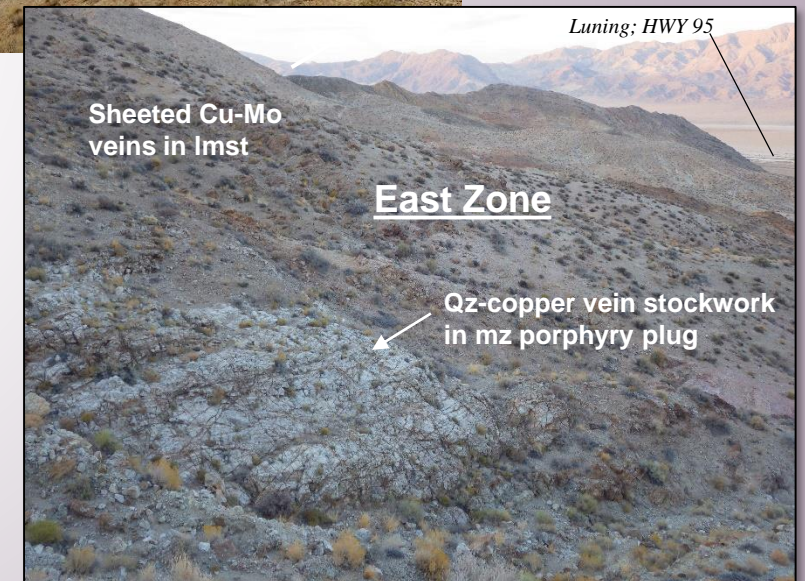 Luning; HWY 95
Sheeted Cu-Mo
veins in lmst
East Zone
Qz-copper vein stockwork
in mz porphyry plug